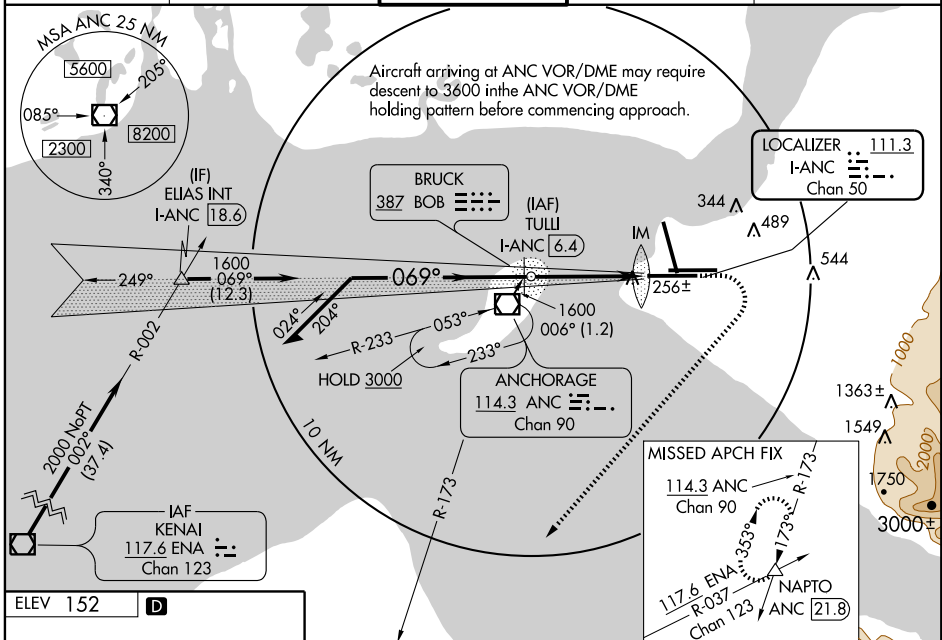 MSA ANC 25 NM
5600
205°
085°
2300
8200
340°
Aircraft arriving at ANC VOR/DME may require
descent to 3600 inthe ANC VOR/DME
holding pattern before commencing approach.
LOCALIZER 111.3
I-ANC
Chan 50
(IF)
ELIAS INT
I-ANC 18.6
BRUCK
387 BOB
(IAF)
TULLI
I-ANC 6.4
344
489
544
IM
256±
249°
1600
069°
(12.3)
069°
024°
204°
1600
006° (1.2)
R-233
053°
233°
HOLD 3000
ANCHORAGE
114.3 ANC
Chan 90
R-002
2000 NoPT
002°
(37.4)
10 NM
R-173
IAF
KENAI
117.6 ENA
Chan 123
1000
1363±
1549
2000
1750
3000±
MISSED APCH FIX
114.3 ANC
Chan 90
R-173
353°
173°
117.6 ENA
R-037
Chan 123
NAPTO
ANC 21.8
ELEV 152
D